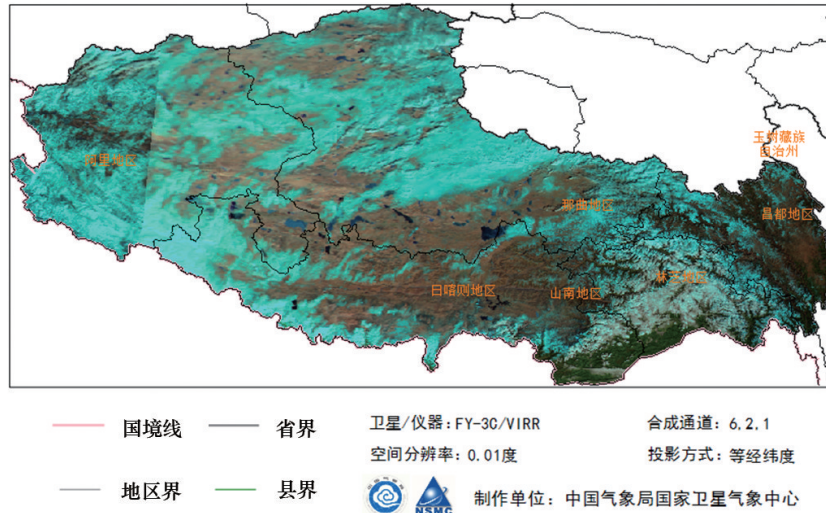 玉树藏族
自治州
阿里地区
那曲地区
昌都地区
林芝地区
日喀则地区
山南地区
国境线
省界
卫星/仪器:FY-3C/VIRR
合成通道: 6,2,1
空间分辨率: 0.01度
投影方式: 等经纬度
地区界
县界
NSMC
制作单位: 中国气象局国家卫星气象中心